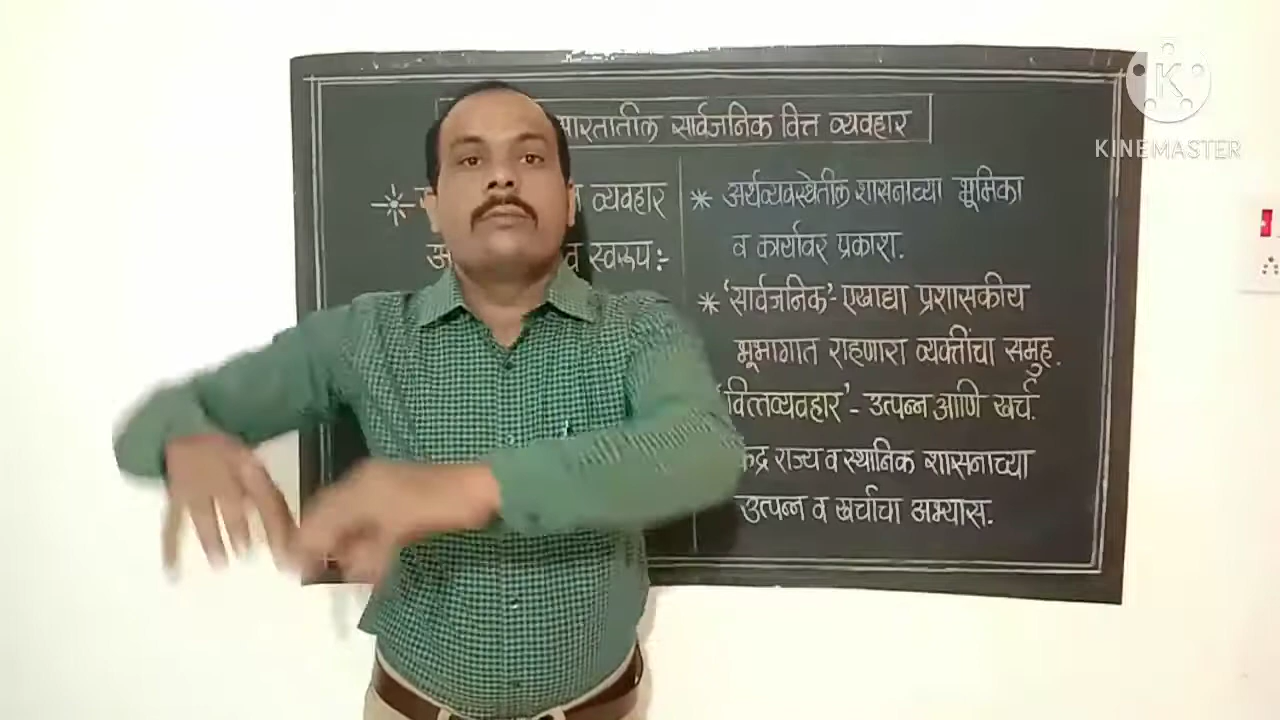 भारतातील सार्वजनिक वित्त व्यवहार
व्यवहार
व स्वरूप :-
* अर्थव्यवस्थेतील शासनाच्या भूमिका
व कार्यावर प्रकाश.
* 'सार्वजनिक' - एखाद्या प्रशासकीय
भूभागात राहणारा व्यक्तींचा समुह.
'वित्तव्यवहार' - उत्पन्न आणि खर्च.
केंद्र राज्य व स्थानिक शासनाच्या
उत्पन्न व खर्चाचा अभ्यास.
KINEMASTER